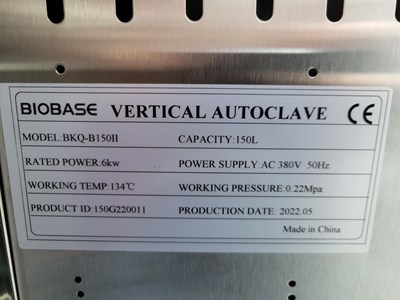 BIOBASE VERTICAL AUTOCLAVE CE
MODEL:BKQ-B150II CAPACITY:150L
RATED POWER:6kw POWER SUPPLY:AC 380V 50Hz
WORKING TEMP:134℃ WORKING PRESSURE:0.22Mpa
PRODUCT ID:150G220011 PRODUCTION DATE 2022.05
Made in China